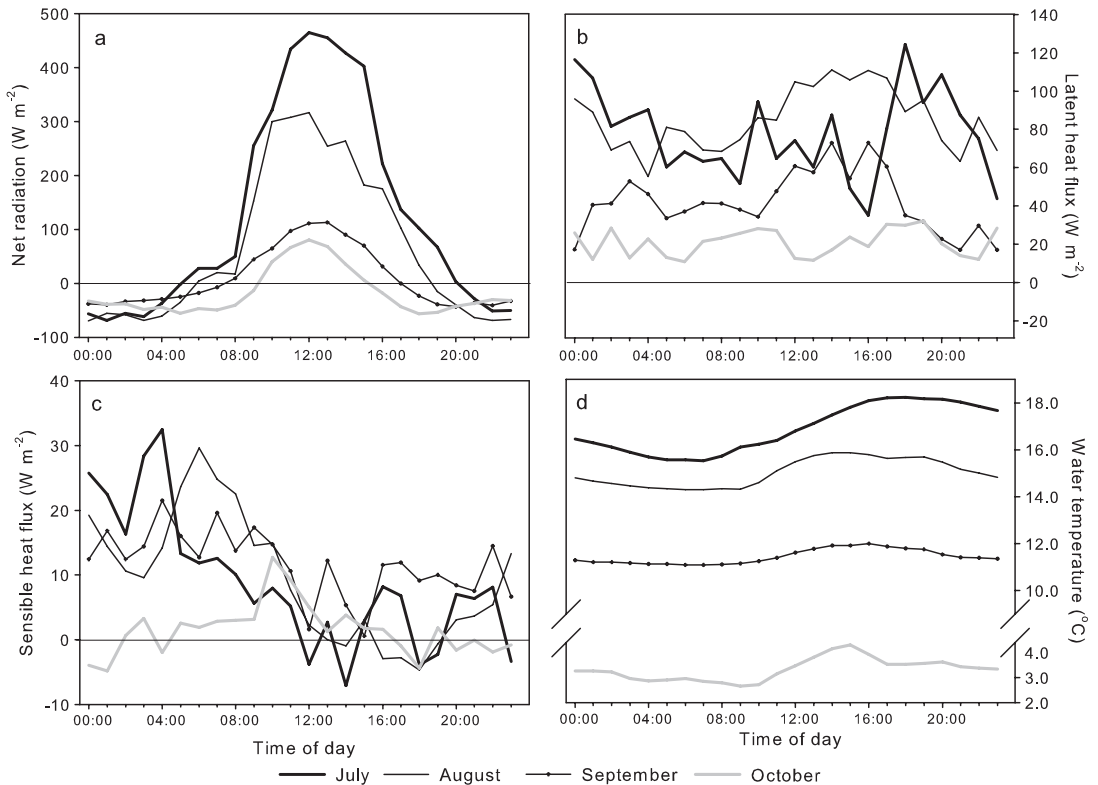 500
400
300
200
100
0
-100
Net radiation (W m-2)
a
00:00 04:00 08:00 12:00 16:00 20:00
140
120
100
80
60
40
20
0
-20
Latent heat flux (W m-2)
b
00:00 04:00 08:00 12:00 16:00 20:00
40
30
20
10
0
-10
Sensible heat flux (W m-2)
c
00:00 04:00 08:00 12:00 16:00 20:00
Time of day
18.0
16.0
14.0
12.0
10.0
4.0
3.0
2.0
Water temperature (oC)
d
00:00 04:00 08:00 12:00 16:00 20:00
Time of day
July August September October